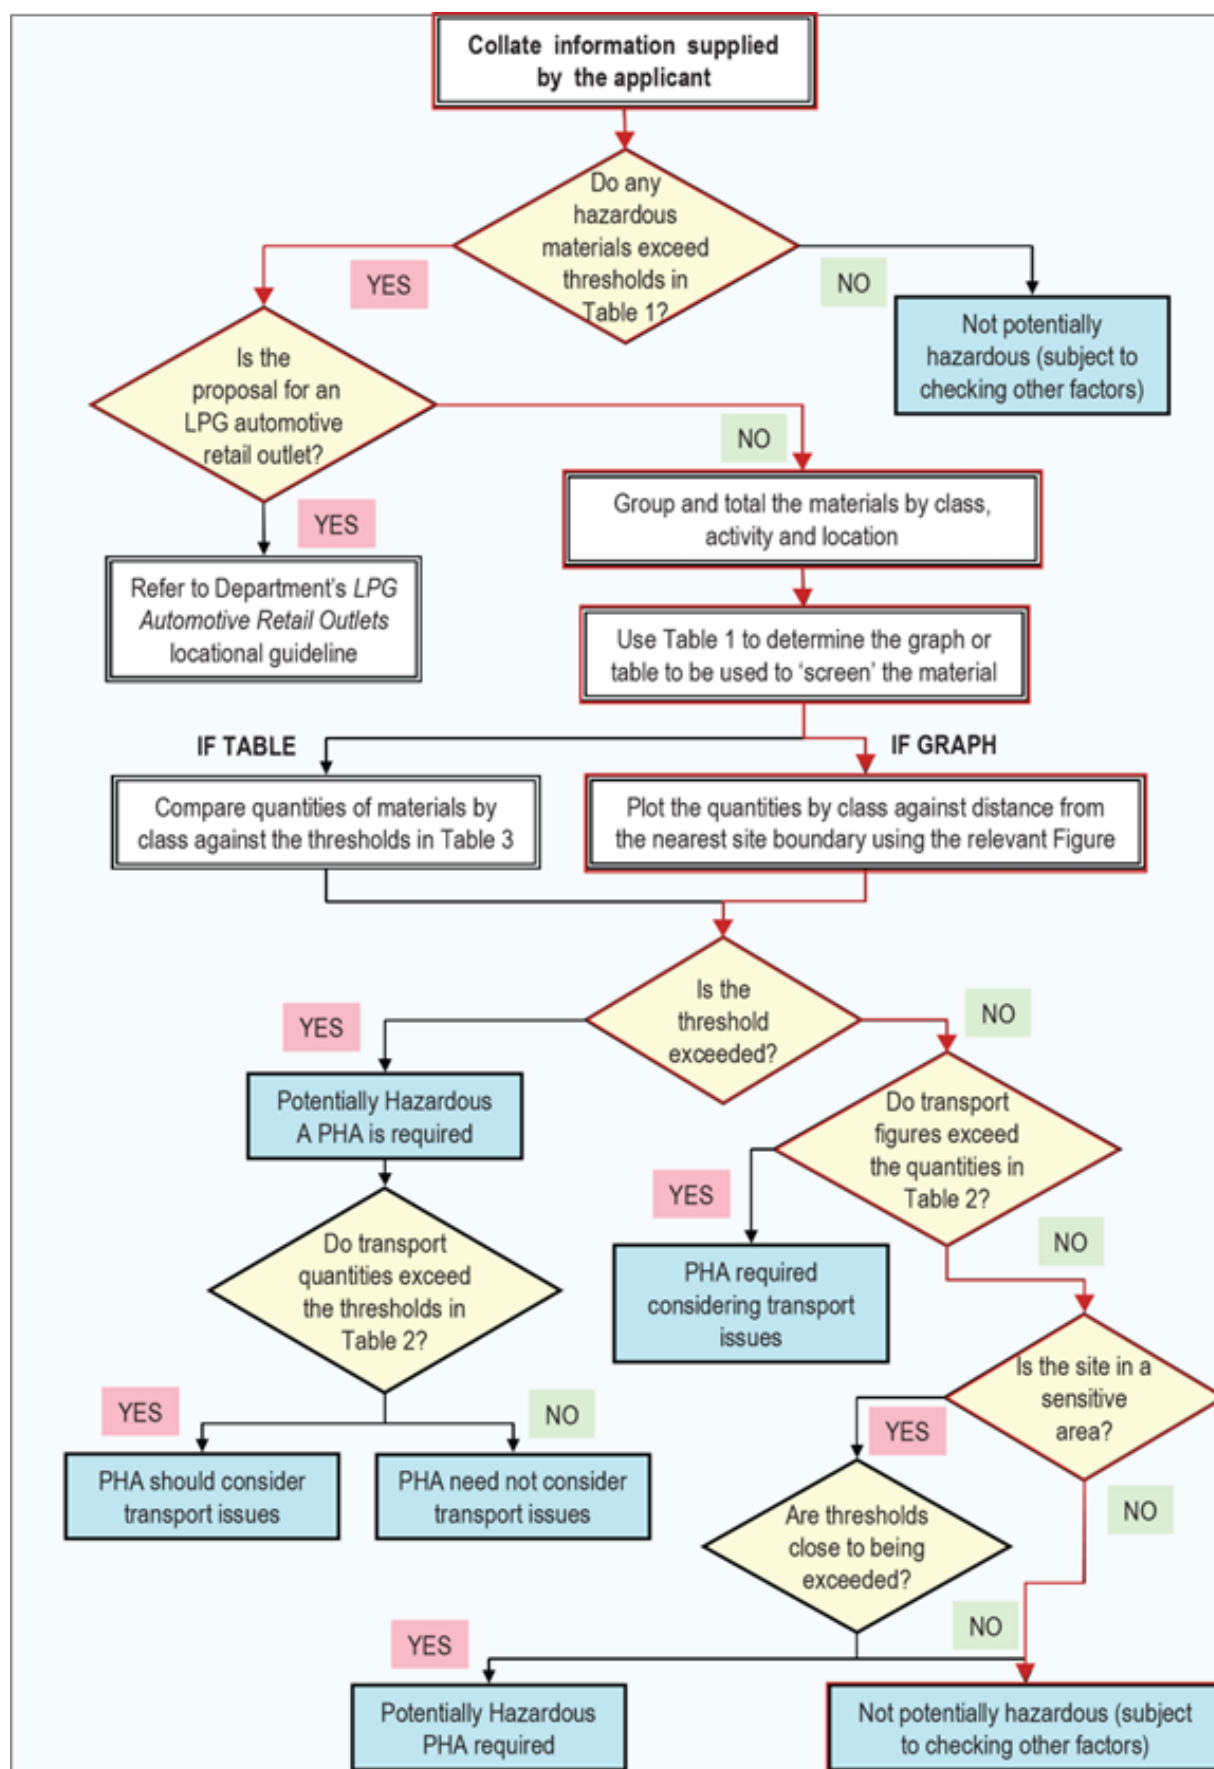 Collate information supplied
by the applicant
Do any
hazardous
materials exceed
thresholds in
Table 1?
YES
NO
Not potentially
hazardous (subject to
checking other factors)
Is the
proposal for an
LPG automotive
retail outlet?
NO
YES
Group and total the materials by class,
activity and location
Refer to Department's LPG
Automotive Retail Outlets
locational guideline
Use Table 1 to determine the graph or
table to be used to 'screen' the material
IF TABLE
IF GRAPH
Compare quantities of materials by
class against the thresholds in Table 3
Plot the quantities by class against distance from
the nearest site boundary using the relevant Figure
Is the
threshold
exceeded?
YES
NO
Potentially Hazardous
A PHA is required
Do transport
figures exceed
the quantities in
Table 2?
YES
NO
Do transport
quantities exceed
the thresholds in
Table 2?
PHA required
considering transport
issues
Is the site in a
sensitive
area?
YES
NO
YES
NO
PHA should consider
transport issues
PHA need not consider
transport issues
Are thresholds
close to being
exceeded?
YES
NO
Potentially Hazardous
PHA required
Not potentially hazardous (subject
to checking other factors)